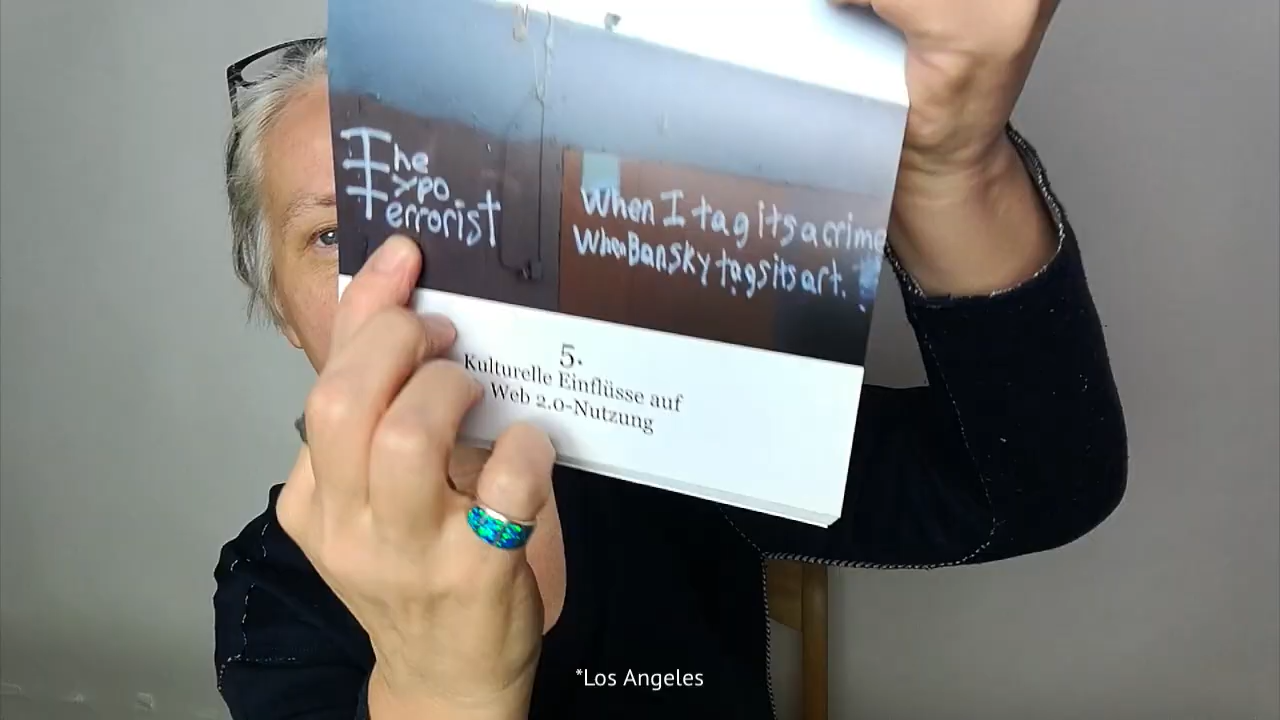 The
Typo
Terrorist
When I tag its a crime
When Bansky tags its art.
5.
Kulturelle Einflüsse auf
Web 2.0-Nutzung
*Los Angeles